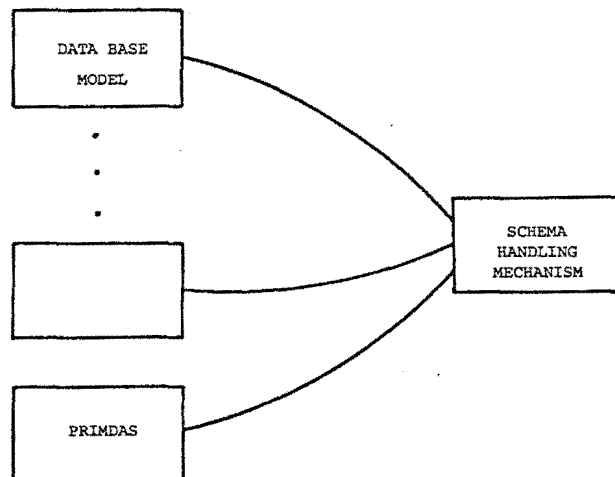 DATA BASE
MODEL
SCHEMA
HANDLING
MECHANISM
PRIMDAS